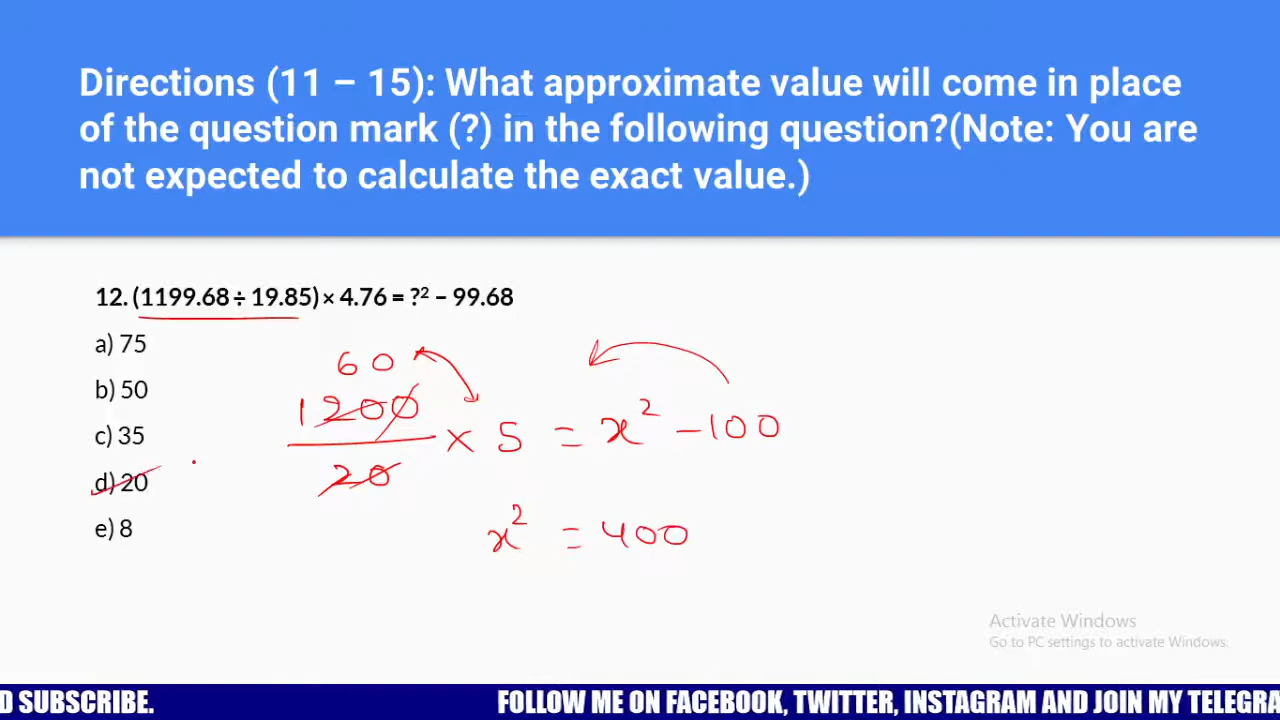 Directions (11 – 15): What approximate value will come in place
of the question mark (?) in the following question?(Note: You are
not expected to calculate the exact value.)
12. (1199.68 ÷ 19.85) × 4.76 = ?² – 99.68
a) 75
b) 50
c) 35
d) 20
e) 8
60
1200
20
× 5 = x² – 100
x² = 400
Activate Windows
Go to PC settings to activate Windows.
D SUBSCRIBE. FOLLOW ME ON FACEBOOK, TWITTER, INSTAGRAM AND JOIN MY TELEGRA